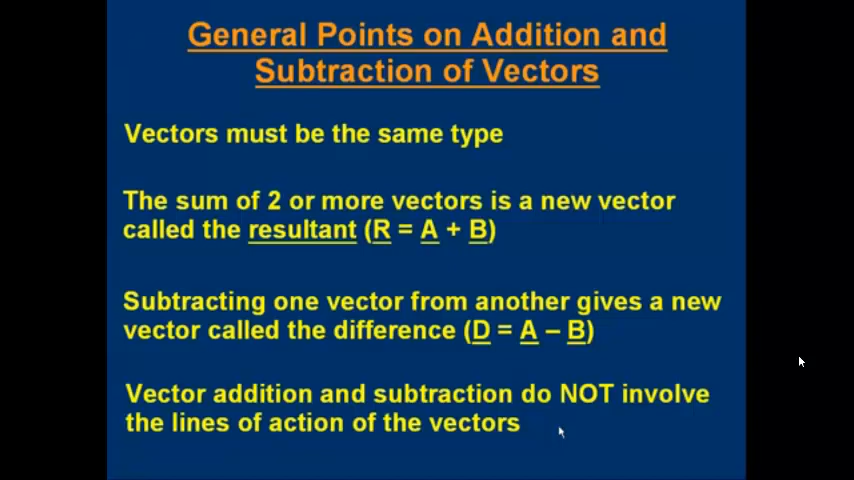 General Points on Addition and
Subtraction of Vectors
Vectors must be the same type
The sum of 2 or more vectors is a new vector
called the resultant (R = A + B)
Subtracting one vector from another gives a new
vector called the difference (D = A – B)
Vector addition and subtraction do NOT involve
the lines of action of the vectors